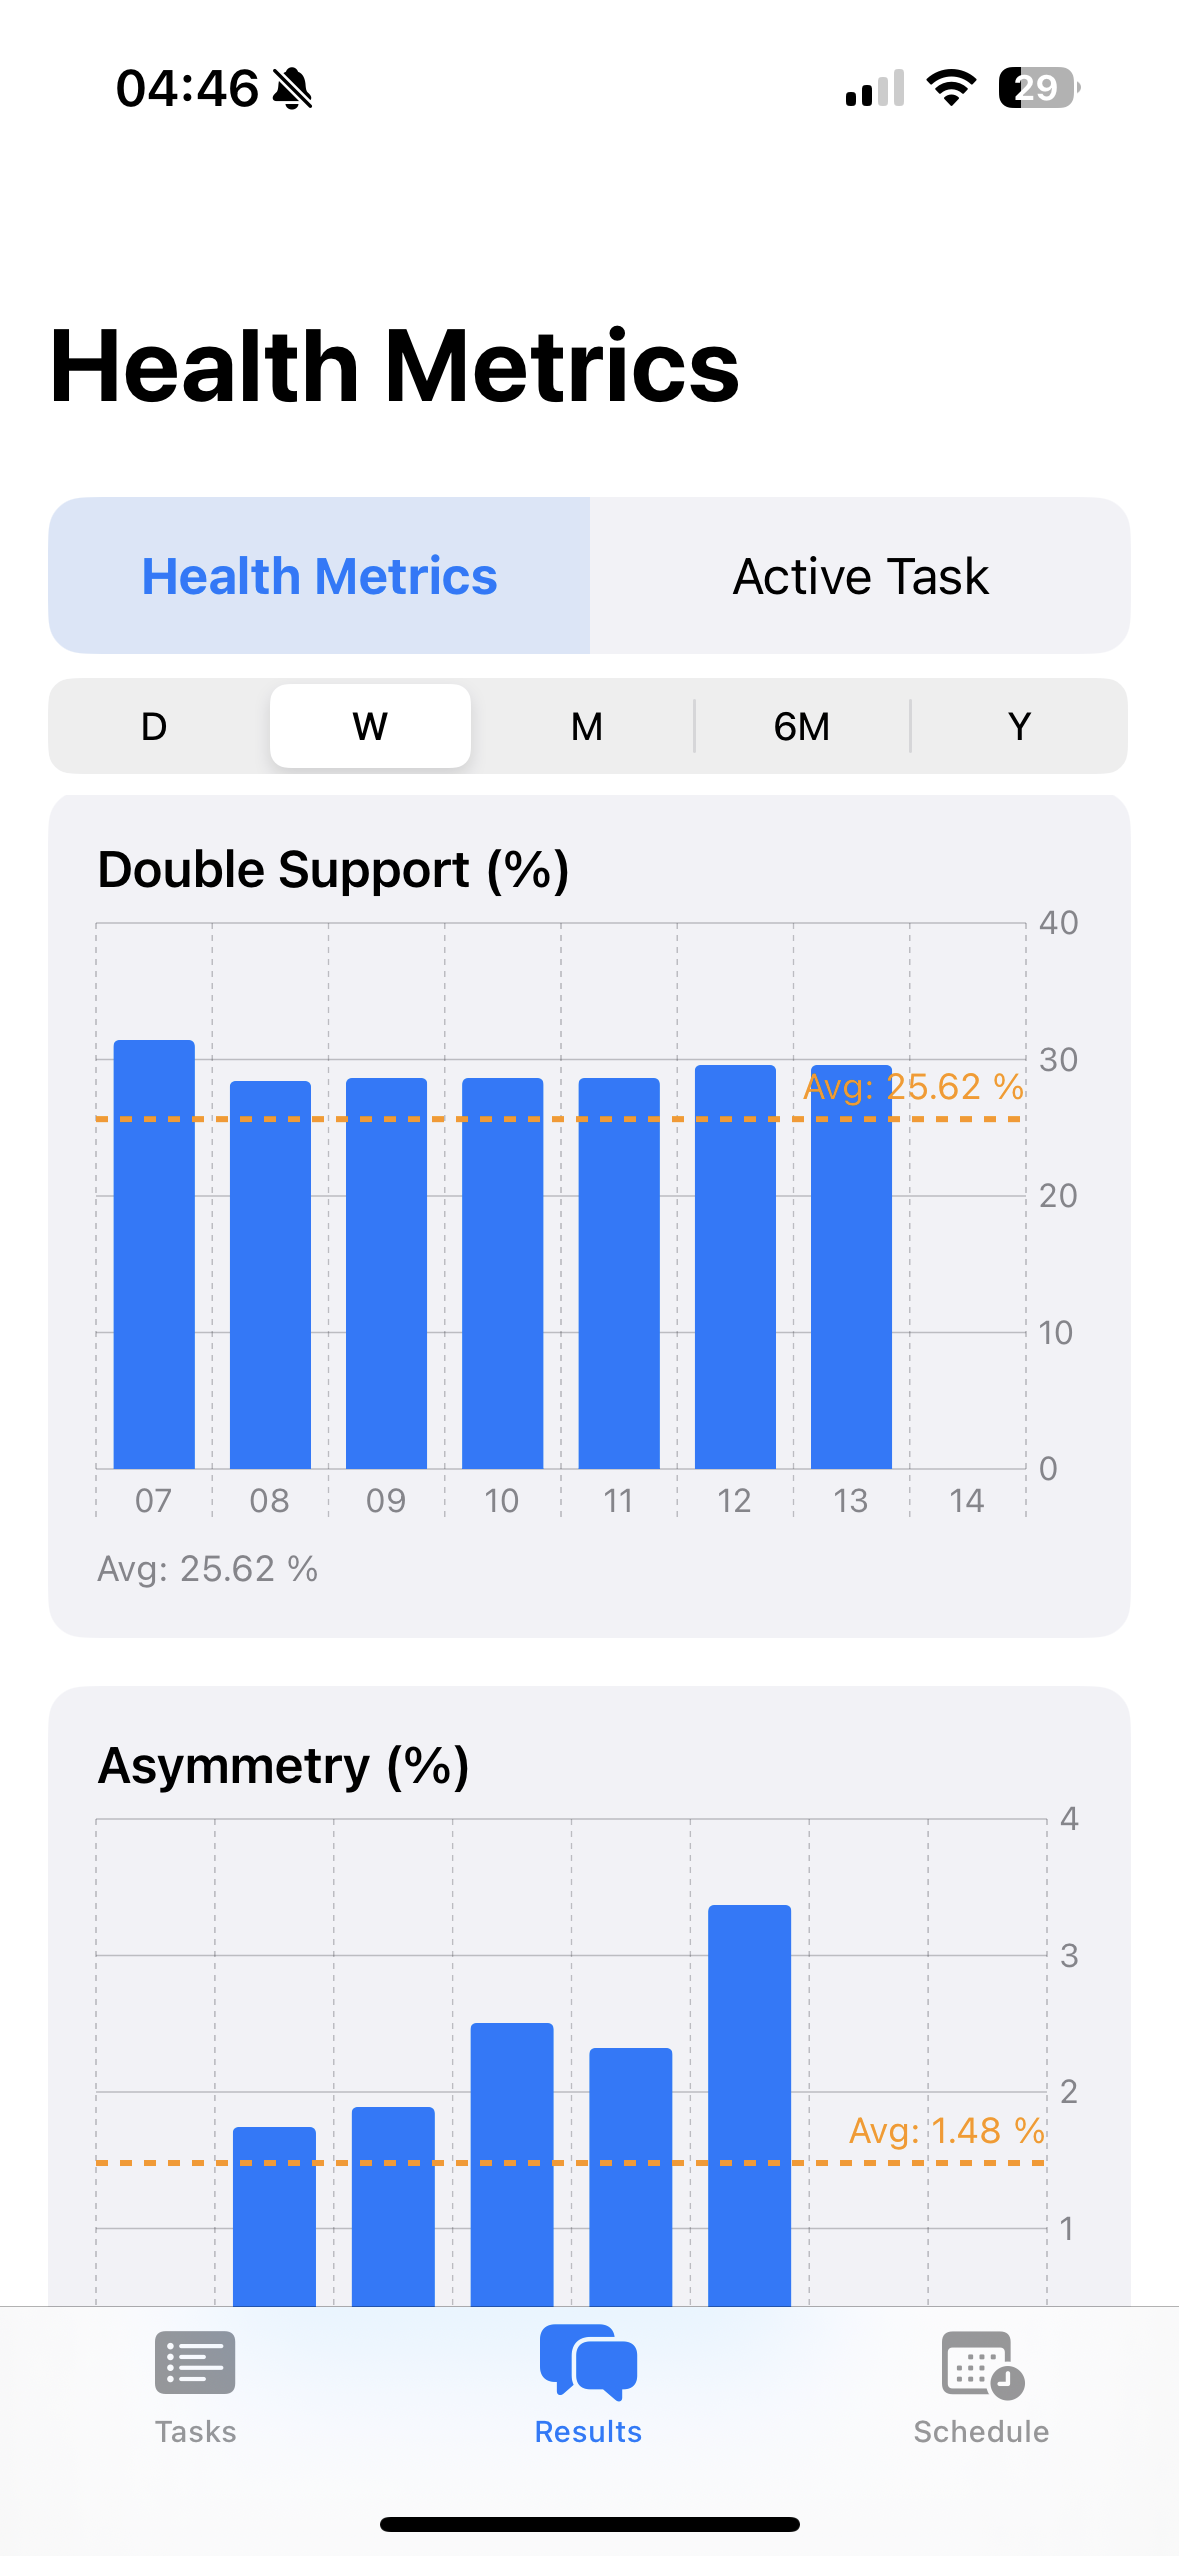 04:46
29
Health Metrics
Health Metrics Active Task
D W M 6M Y
Double Support (%)
40
30
Avg: 25.62 %
20
10
0
07 08 09 10 11 12 13 14
Avg: 25.62 %
Asymmetry (%)
4
3
2
Avg: 1.48 %
1
Tasks Results Schedule